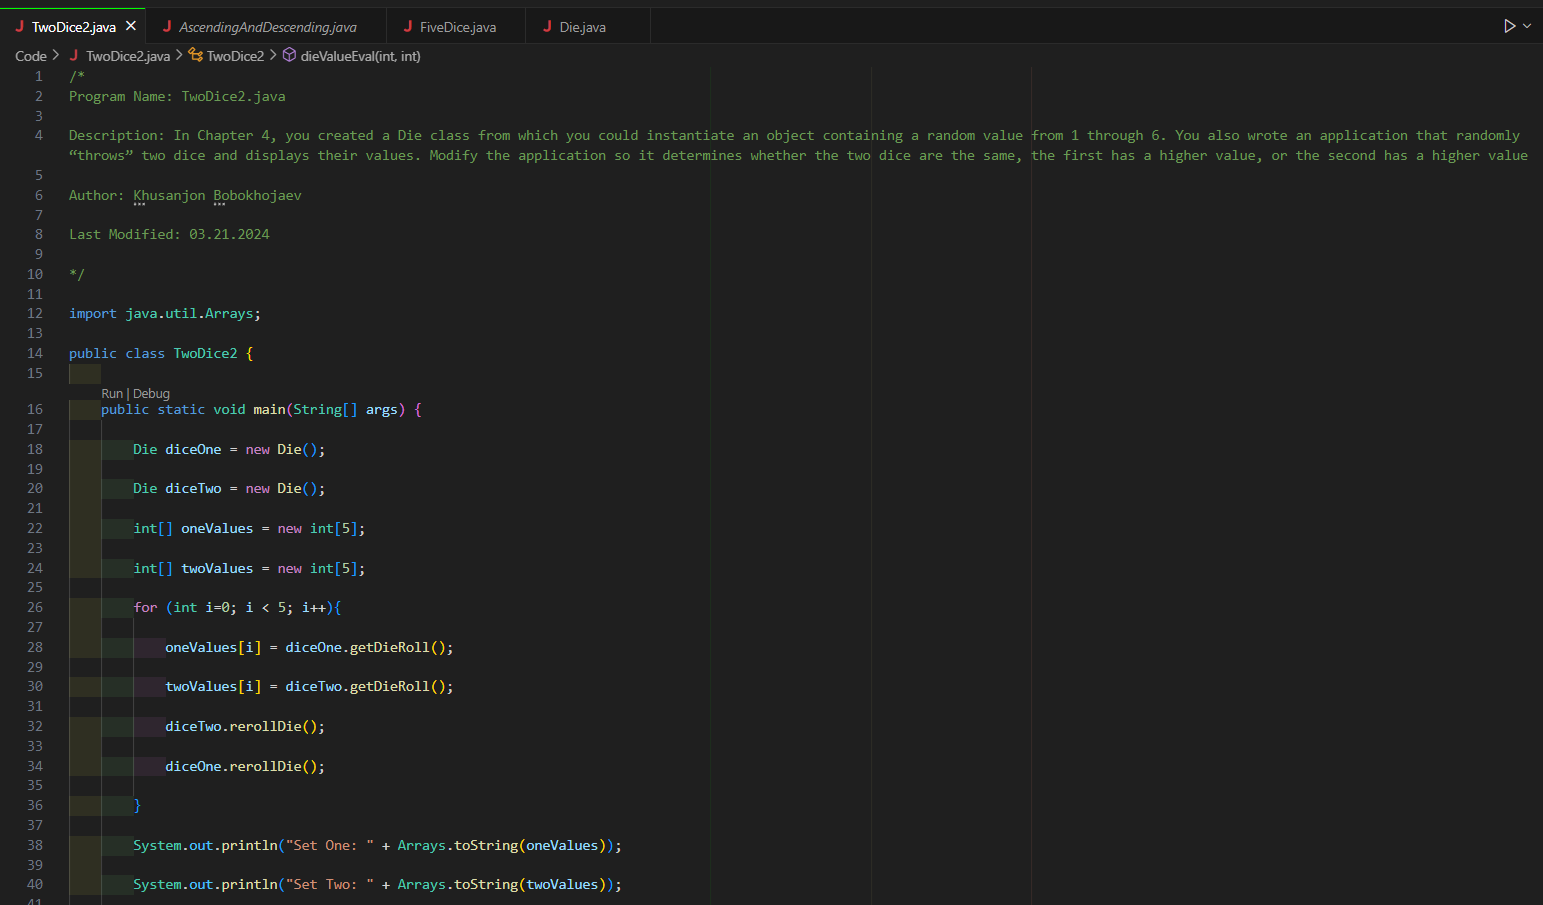 J TwoDice2.java × J AscendingAndDescending.java J FiveDice.java J Die.java
Code > J TwoDice2.java > TwoDice2 > dieValueEval(int, int)
1 /*
2 Program Name: TwoDice2.java
3
4 Description: In Chapter 4, you created a Die class from which you could instantiate an object containing a random value from 1 through 6. You also wrote an application that randomly
“throws” two dice and displays their values. Modify the application so it determines whether the two dice are the same, the first has a higher value, or the second has a higher value
5
6 Author: Khusanjon Bobokhojaev
7
8 Last Modified: 03.21.2024
9
10 */
11
12 import java.util.Arrays;
13
14 public class TwoDice2 {
15
Run | Debug
16 public static void main(String[] args) {
17
18 Die diceOne = new Die();
19
20 Die diceTwo = new Die();
21
22 int[] oneValues = new int[5];
23
24 int[] twoValues = new int[5];
25
26 for (int i=0; i < 5; i++){
27
28 oneValues[i] = diceOne.getDieRoll();
29
30 twoValues[i] = diceTwo.getDieRoll();
31
32 diceTwo.rerollDie();
33
34 diceOne.rerollDie();
35
36 }
37
38 System.out.println("Set One: " + Arrays.toString(oneValues));
39
40 System.out.println("Set Two: " + Arrays.toString(twoValues));
41